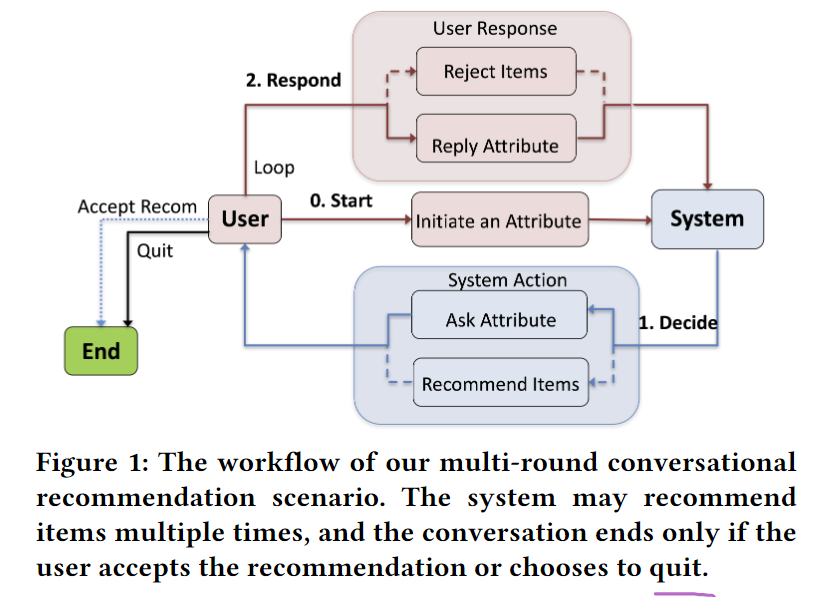 User Response
Reject Items
2. Respond
Reply Attribute
Loop
Accept Recom
0. Start
User
Initiate an Attribute
System
Quit
System Action
Ask Attribute
1. Decide
End
Recommend Items
Figure 1: The workflow of our multi-round conversational
recommendation scenario. The system may recommend
items multiple times, and the conversation ends only if the
user accepts the recommendation or chooses to quit.